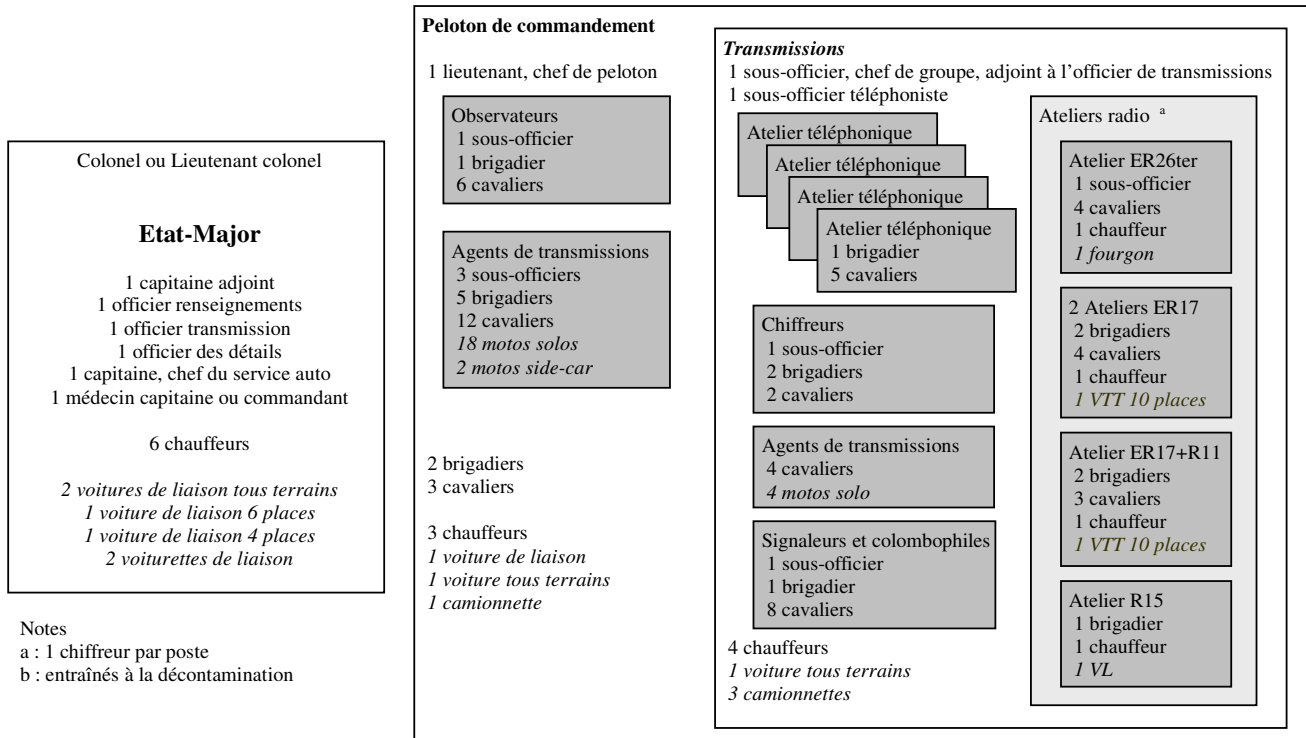 Colonel ou Lieutenant colonel
Etat-Major
1 capitaine adjoint
1 officier renseignements
1 officier transmission
1 officier des détails
1 capitaine, chef du service auto
1 médecin capitaine ou commandant
6 chauffeurs
2 voitures de liaison tous terrains
1 voiture de liaison 6 places
1 voiture de liaison 4 places
2 voiturettes de liaison
Notes
a : 1 chiffreur par poste
b : entraînés à la décontamination
Peloton de commandement
1 lieutenant, chef de peloton
Observateurs
1 sous-officier
1 brigadier
6 cavaliers
Agents de transmissions
3 sous-officiers
5 brigadiers
12 cavaliers
18 motos solos
2 motos side-car
2 brigadiers
3 cavaliers
3 chauffeurs
1 voiture de liaison
1 voiture tous terrains
1 camionnette
Transmissions
1 sous-officier, chef de groupe, adjoint à l’officier de transmissions
1 sous-officier téléphoniste
Atelier téléphonique
Atelier téléphonique
Atelier téléphonique
Atelier téléphonique
1 brigadier
5 cavaliers
Chiffreurs
1 sous-officier
2 brigadiers
2 cavaliers
Agents de transmissions
4 cavaliers
4 motos solo
Signaleurs et colombophiles
1 sous-officier
1 brigadier
8 cavaliers
4 chauffeurs
1 voiture tous terrains
3 camionnettes
Ateliers radio a
Atelier ER26ter
1 sous-officier
4 cavaliers
1 chauffeur
1 fourgon
2 Ateliers ER17
2 brigadiers
4 cavaliers
1 chauffeur
1 VTT 10 places
Atelier ER17+R11
2 brigadiers
3 cavaliers
1 chauffeur
1 VTT 10 places
Atelier R15
1 brigadier
1 chauffeur
1 VL